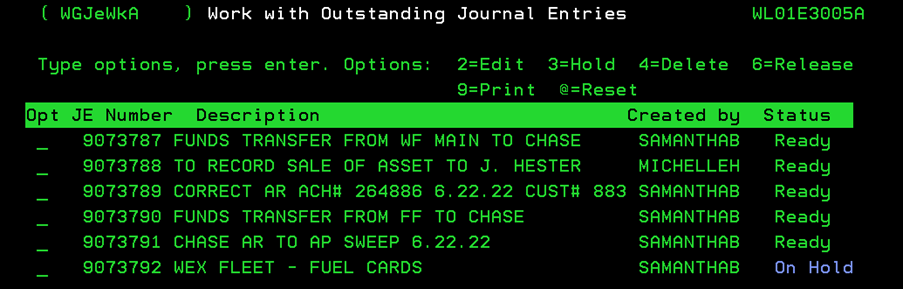 ( WGJeWkA    ) Work with Outstanding Journal Entries    WL01E3005A
Type options, press enter. Options:  2=Edit  3=Hold  4=Delete  6=Release
9=Print  @=Reset
Opt JE Number  Description  Created by  Status
_  9073787 FUNDS TRANSFER FROM WF MAIN TO CHASE  SAMANTHAB  Ready
_  9073788 TO RECORD SALE OF ASSET TO J. HESTER  MICHELLEH  Ready
_  9073789 CORRECT AR ACH# 264886 6.22.22 CUST# 883 SAMANTHAB  Ready
_  9073790 FUNDS TRANSFER FROM FF TO CHASE  SAMANTHAB  Ready
_  9073791 CHASE AR TO AP SWEEP 6.22.22  SAMANTHAB  Ready
_  9073792 WEX FLEET - FUEL CARDS  SAMANTHAB  On Hold